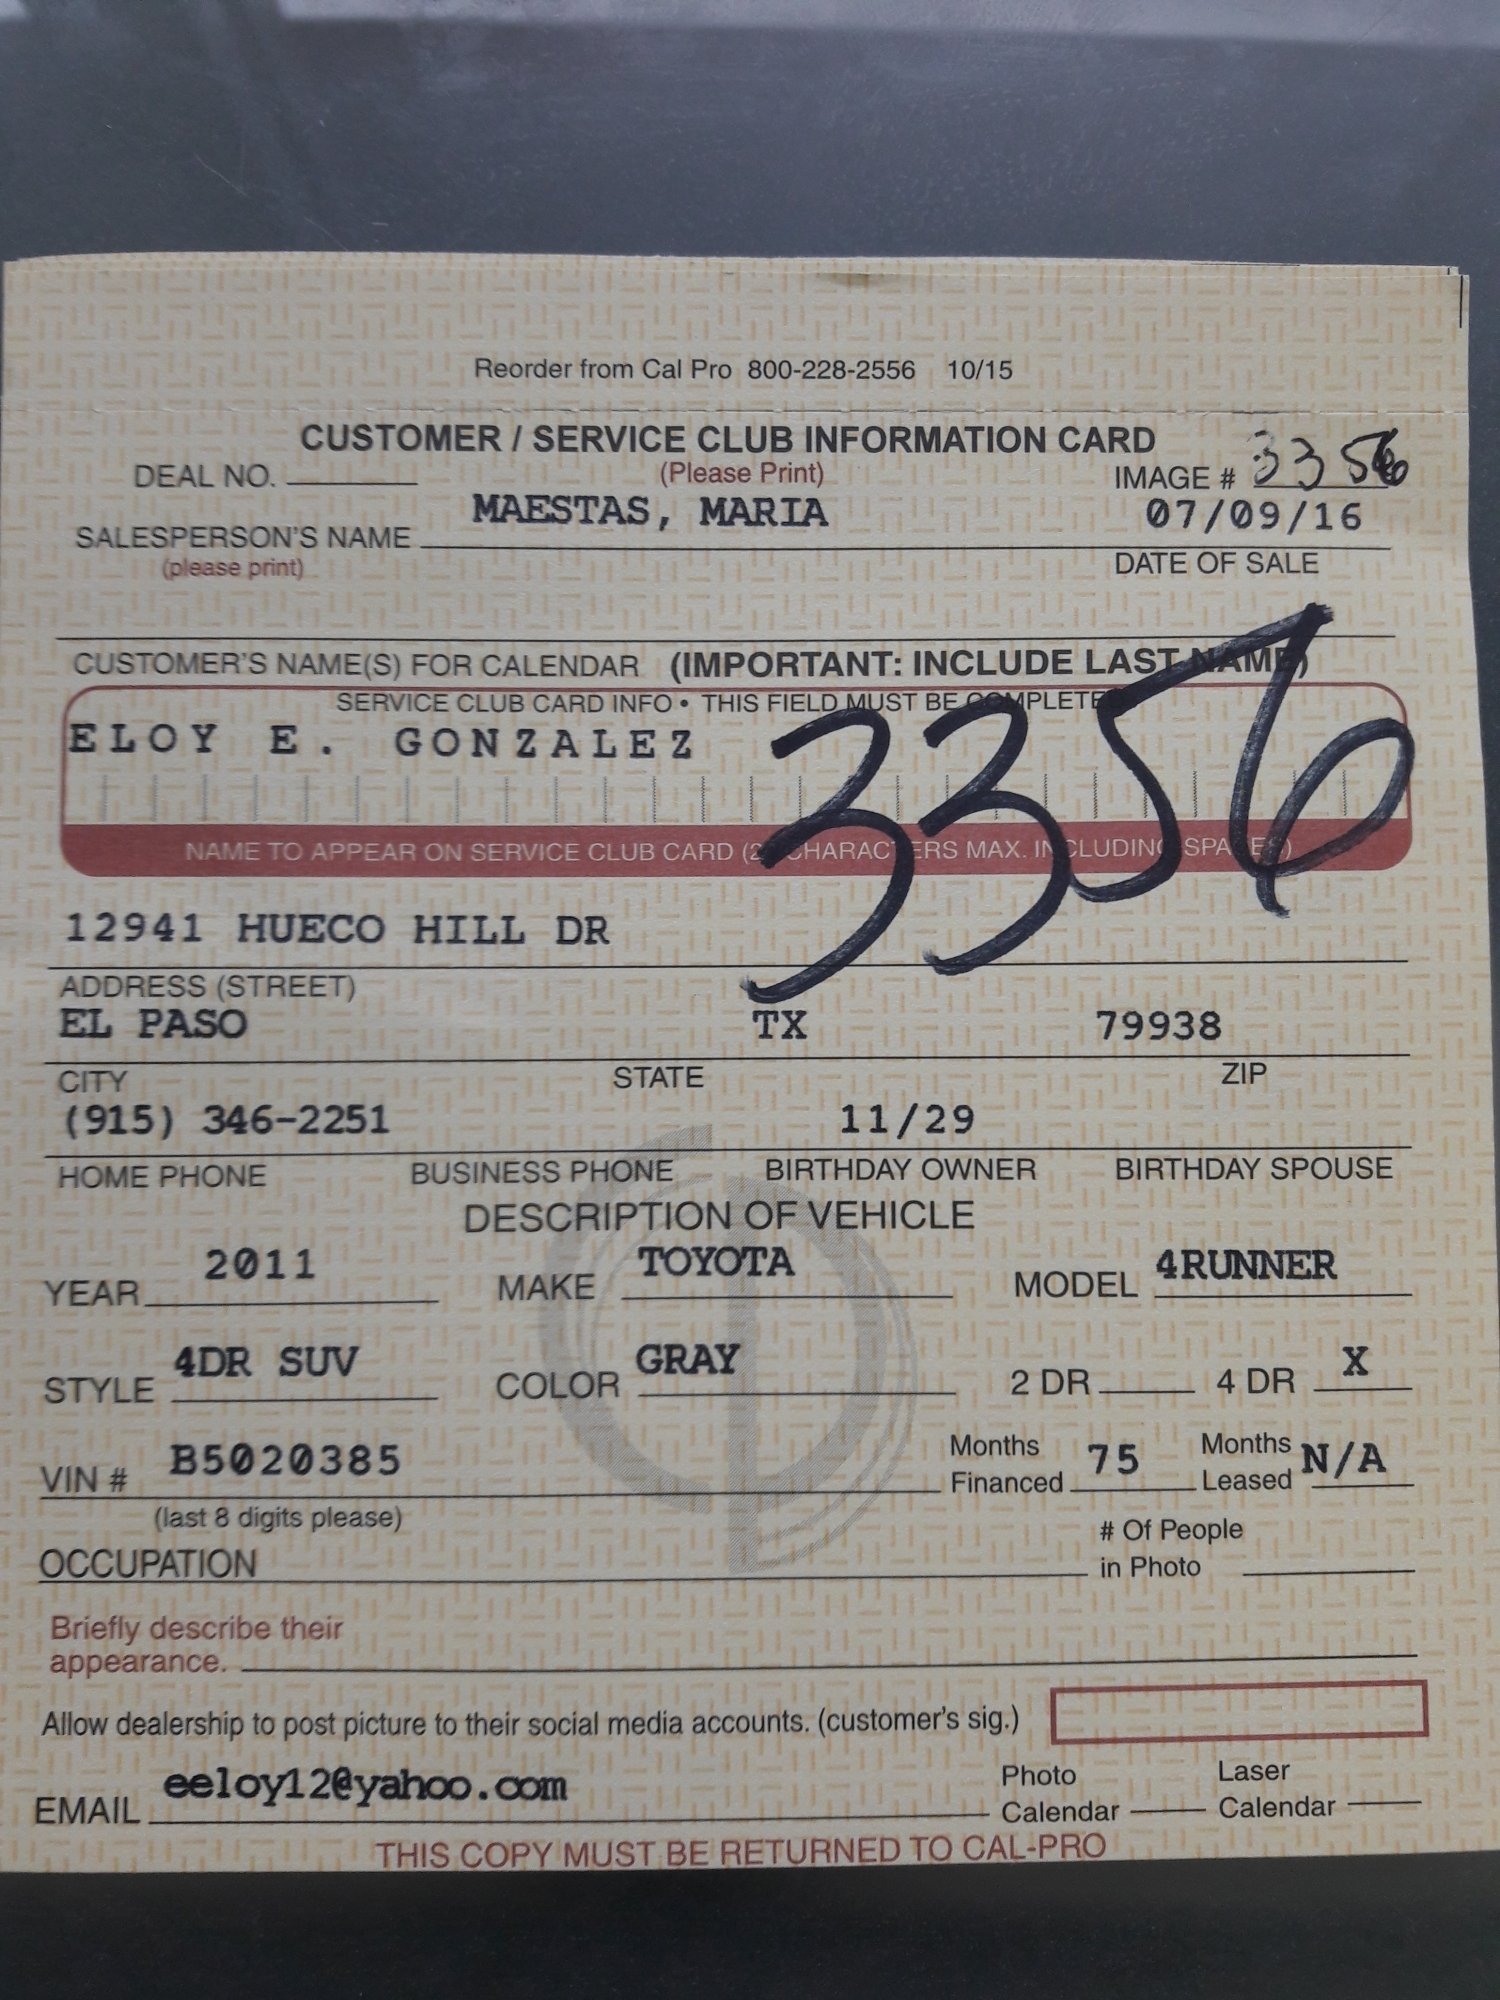 Reorder from Cal Pro 800-228-2556 10/15
CUSTOMER / SERVICE CLUB INFORMATION CARD
DEAL NO. (Please Print) IMAGE # 3356
MAESTAS, MARIA 07/09/16
SALESPERSON'S NAME
(please print) DATE OF SALE
CUSTOMER'S NAME(S) FOR CALENDAR (IMPORTANT: INCLUDE LAST NAME)
SERVICE CLUB CARD INFO • THIS FIELD MUST BE COMPLETE
ELOY E. GONZALEZ
3356
NAME TO APPEAR ON SERVICE CLUB CARD (2 CHARACTERS MAX. INCLUDING SPACES)
12941 HUECO HILL DR
ADDRESS (STREET)
EL PASO TX 79938
CITY STATE ZIP
(915) 346-2251 11/29
HOME PHONE BUSINESS PHONE BIRTHDAY OWNER BIRTHDAY SPOUSE
DESCRIPTION OF VEHICLE
YEAR 2011 MAKE TOYOTA MODEL 4RUNNER
STYLE 4DR SUV COLOR GRAY 2 DR 4 DR X
VIN # B5020385 Months Financed 75 Months Leased N/A
(last 8 digits please)
OCCUPATION # Of People in Photo
Briefly describe their
appearance.
Allow dealership to post picture to their social media accounts. (customer's sig.)
EMAIL eeloy12@yahoo.com Photo Calendar Laser Calendar
THIS COPY MUST BE RETURNED TO CAL-PRO